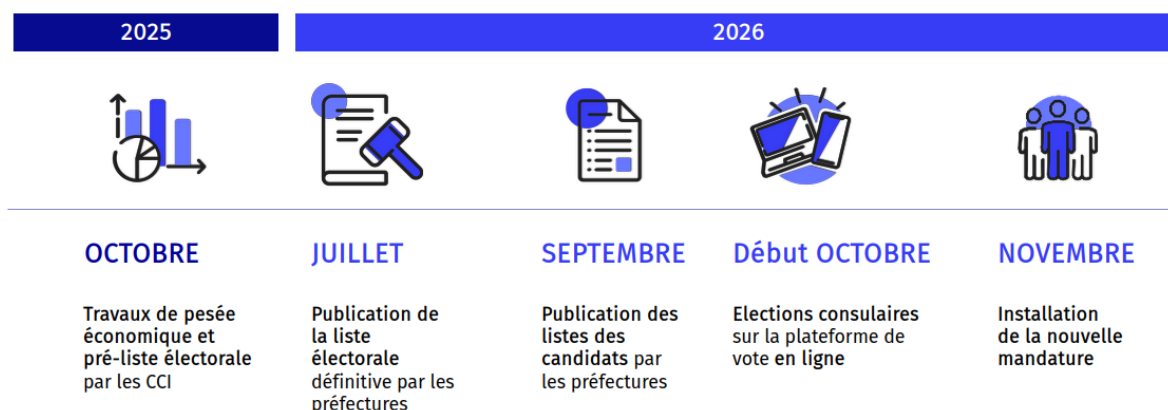 2025
2026
OCTOBRE
Travaux de pesée
économique et
pré-liste électorale
par les CCI
JUILLET
Publication de
la liste
électorale
définitive par les
préfectures
SEPTEMBRE
Publication des
listes des
candidats par
les préfectures
Début OCTOBRE
Elections consulaires
sur la plateforme de
vote en ligne
NOVEMBRE
Installation
de la nouvelle
mandature